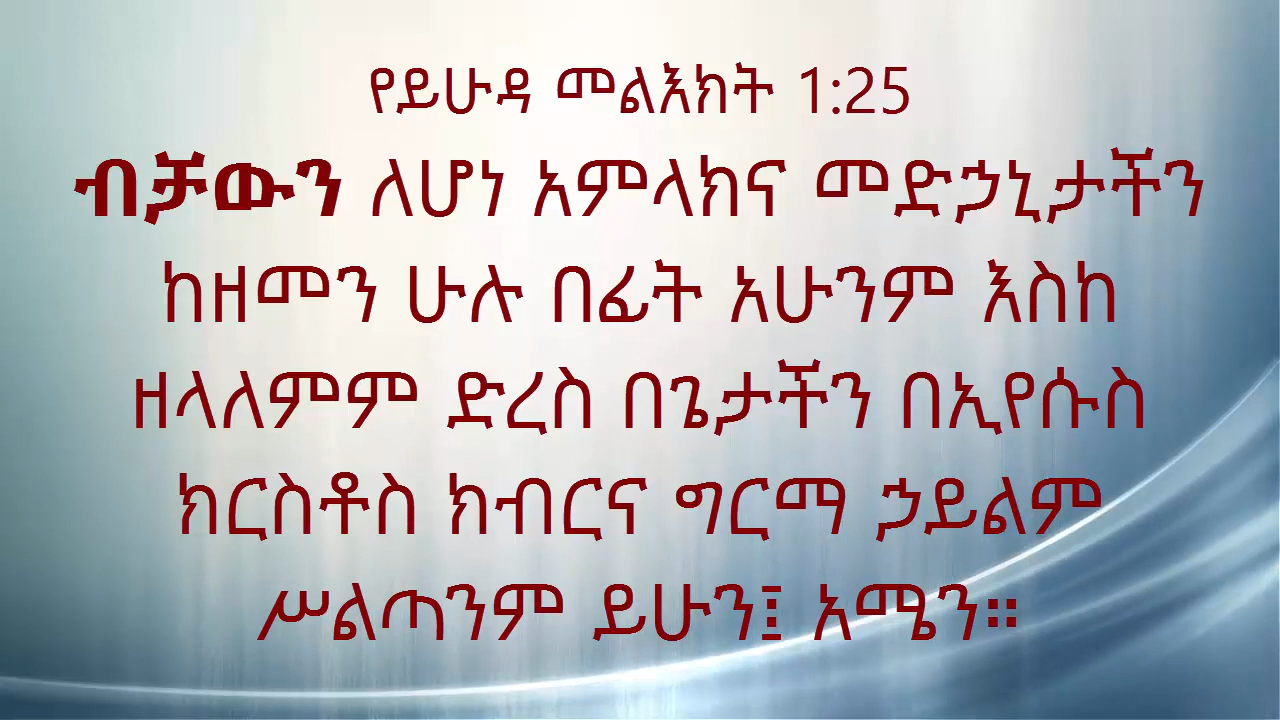 የይሁዳ መልእክት 1:25
ብቻውን ለሆነ አምላክና መድኃኒታችን
ከዘመን ሁሉ በፊት አሁንም እስከ
ዘላለምም ድረስ በጌታችን በኢየሱስ
ክርስቶስ ክብርና ግርማ ኃይልም
ሥልጣንም ይሁን፤ አሜን።